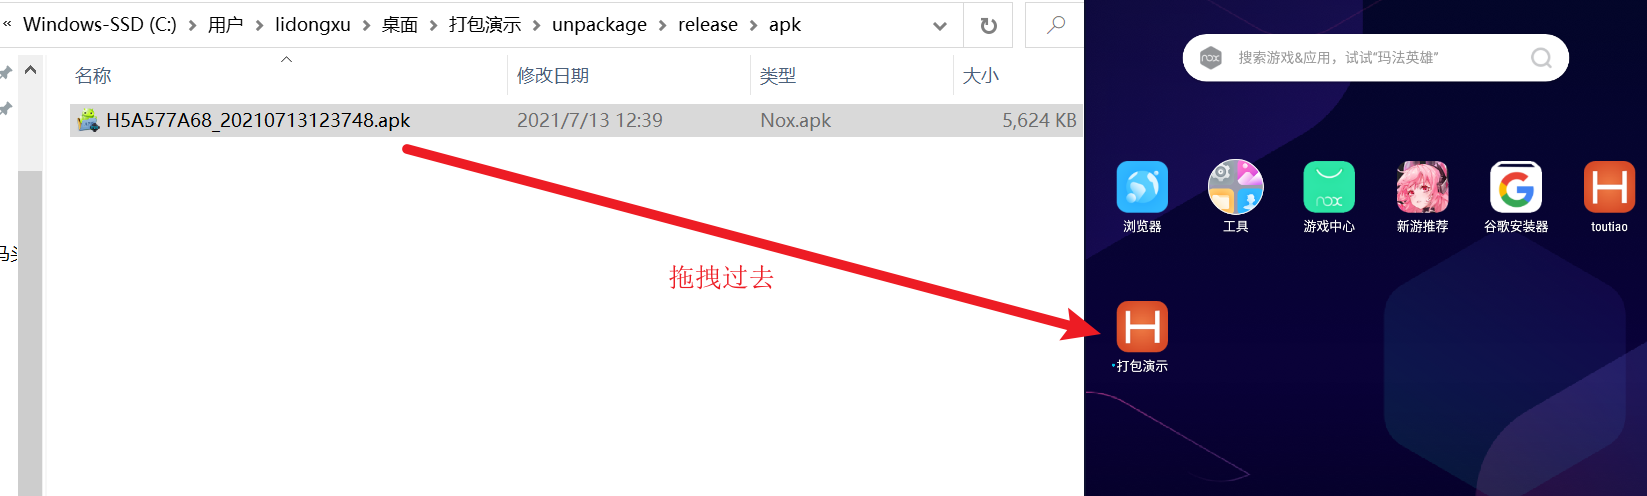 « Windows-SSD (C:) > 用户 > lidongxu > 桌面 > 打包演示 > unpackage > release > apk
名称 修改日期 类型 大小
H5A577A68_20210713123748.apk 2021/7/13 12:39 Nox.apk 5,624 KB
拖拽过去
nox 搜索游戏&应用，试试“玛法英雄”
nox
浏览器 工具 游戏中心 新游推荐 谷歌安装器 toutiao
打包演示